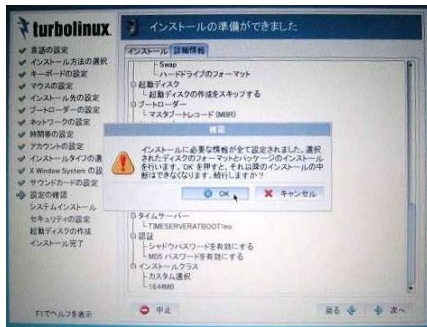 turbolinux.
インストールの準備ができました
言語の設定
インストール方法の選択
キーボードの設定
マウスの設定
インストール先の設定
ブートローダーの設定
ネットワークの設定
時間帯の設定
アカウントの設定
インストールタイプの選
X Window System の設
サウンドカードの設定
設定の確認
システムインストール
セキュリティの設定
起動ディスクの作成
インストール完了
F1でヘルプを表示
インストール 詳細情報
Swap
ハードドライブのフォーマット
起動ディスク
起動ディスクの作成をスキップする
ブートローダー
マスタブートレコード (MBR)
確認
インストールに必要な情報が全て設定されました。選択
されたディスクのフォーマットとパッケージのインストール
を行います。OK を押すと、それ以降のインストールの中
断はできなくなります。続行しますか?
OK キャンセル
タイムサーバー
TIMESERVERATBOOT=no
認証
シャドウパスワードを有効にする
MD5 パスワードを有効にする
インストールクラス
カスタム選択
1644MB
中止 戻る 次へ